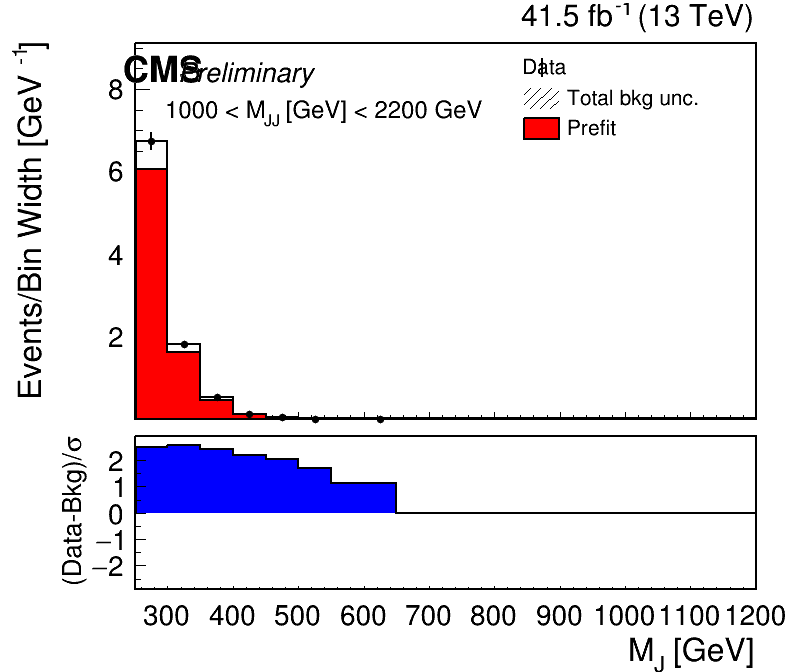 41.5 fb-1 (13 TeV)
CMS Preliminary
1000 < MJJ [GeV] < 2200 GeV
Data
Total bkg unc.
Prefit
Events/Bin Width [GeV-1]
8
6
4
2
(Data-Bkg)/σ
2
1
0
−1
−2
300 400 500 600 700 800 900 1000 1100 1200
MJ [GeV]